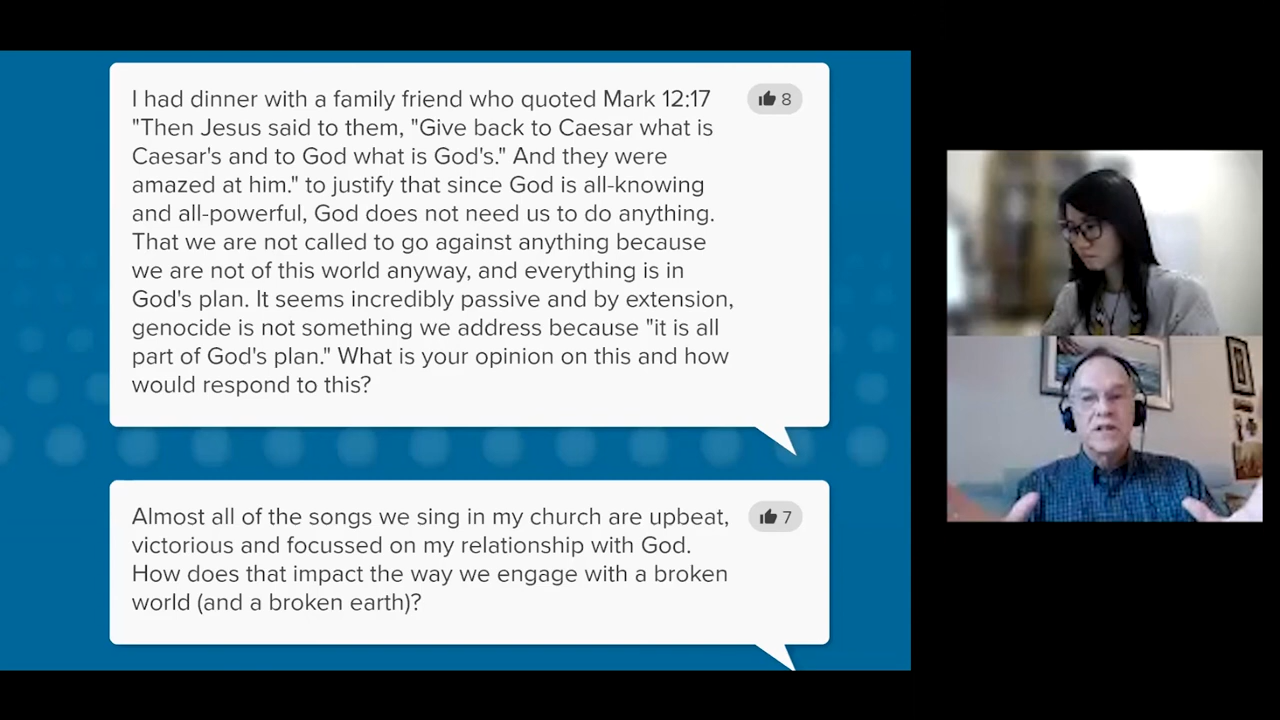 I had dinner with a family friend who quoted Mark 12:17
"Then Jesus said to them, "Give back to Caesar what is
Caesar's and to God what is God's." And they were
amazed at him." to justify that since God is all-knowing
and all-powerful, God does not need us to do anything.
That we are not called to go against anything because
we are not of this world anyway, and everything is in
God's plan. It seems incredibly passive and by extension,
genocide is not something we address because "it is all
part of God's plan." What is your opinion on this and how
would respond to this?
8
Almost all of the songs we sing in my church are upbeat,
victorious and focussed on my relationship with God.
How does that impact the way we engage with a broken
world (and a broken earth)?
7